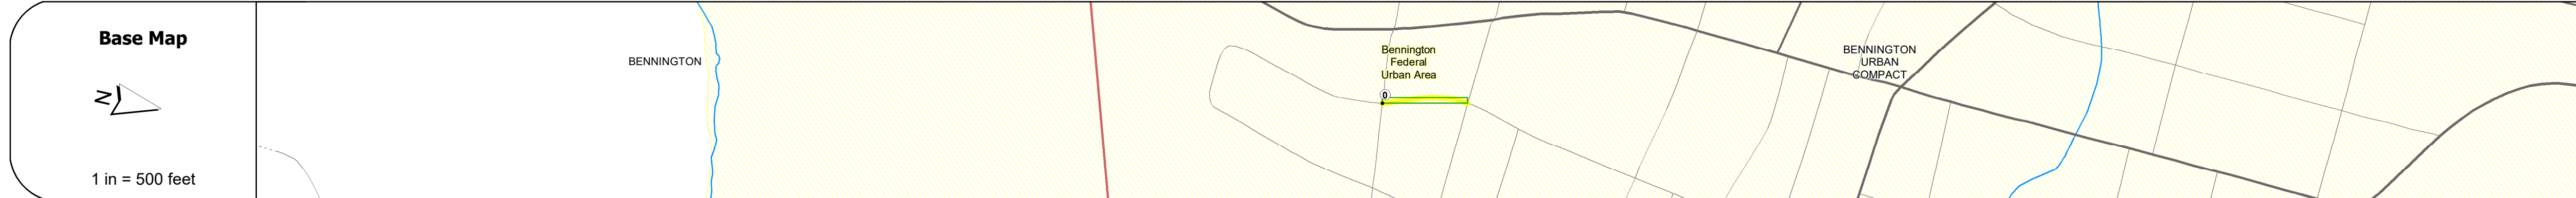 Base Map
N
1 in = 500 feet
BENNINGTON
Bennington
Federal
Urban Area
0
BENNINGTON
URBAN
COMPACT